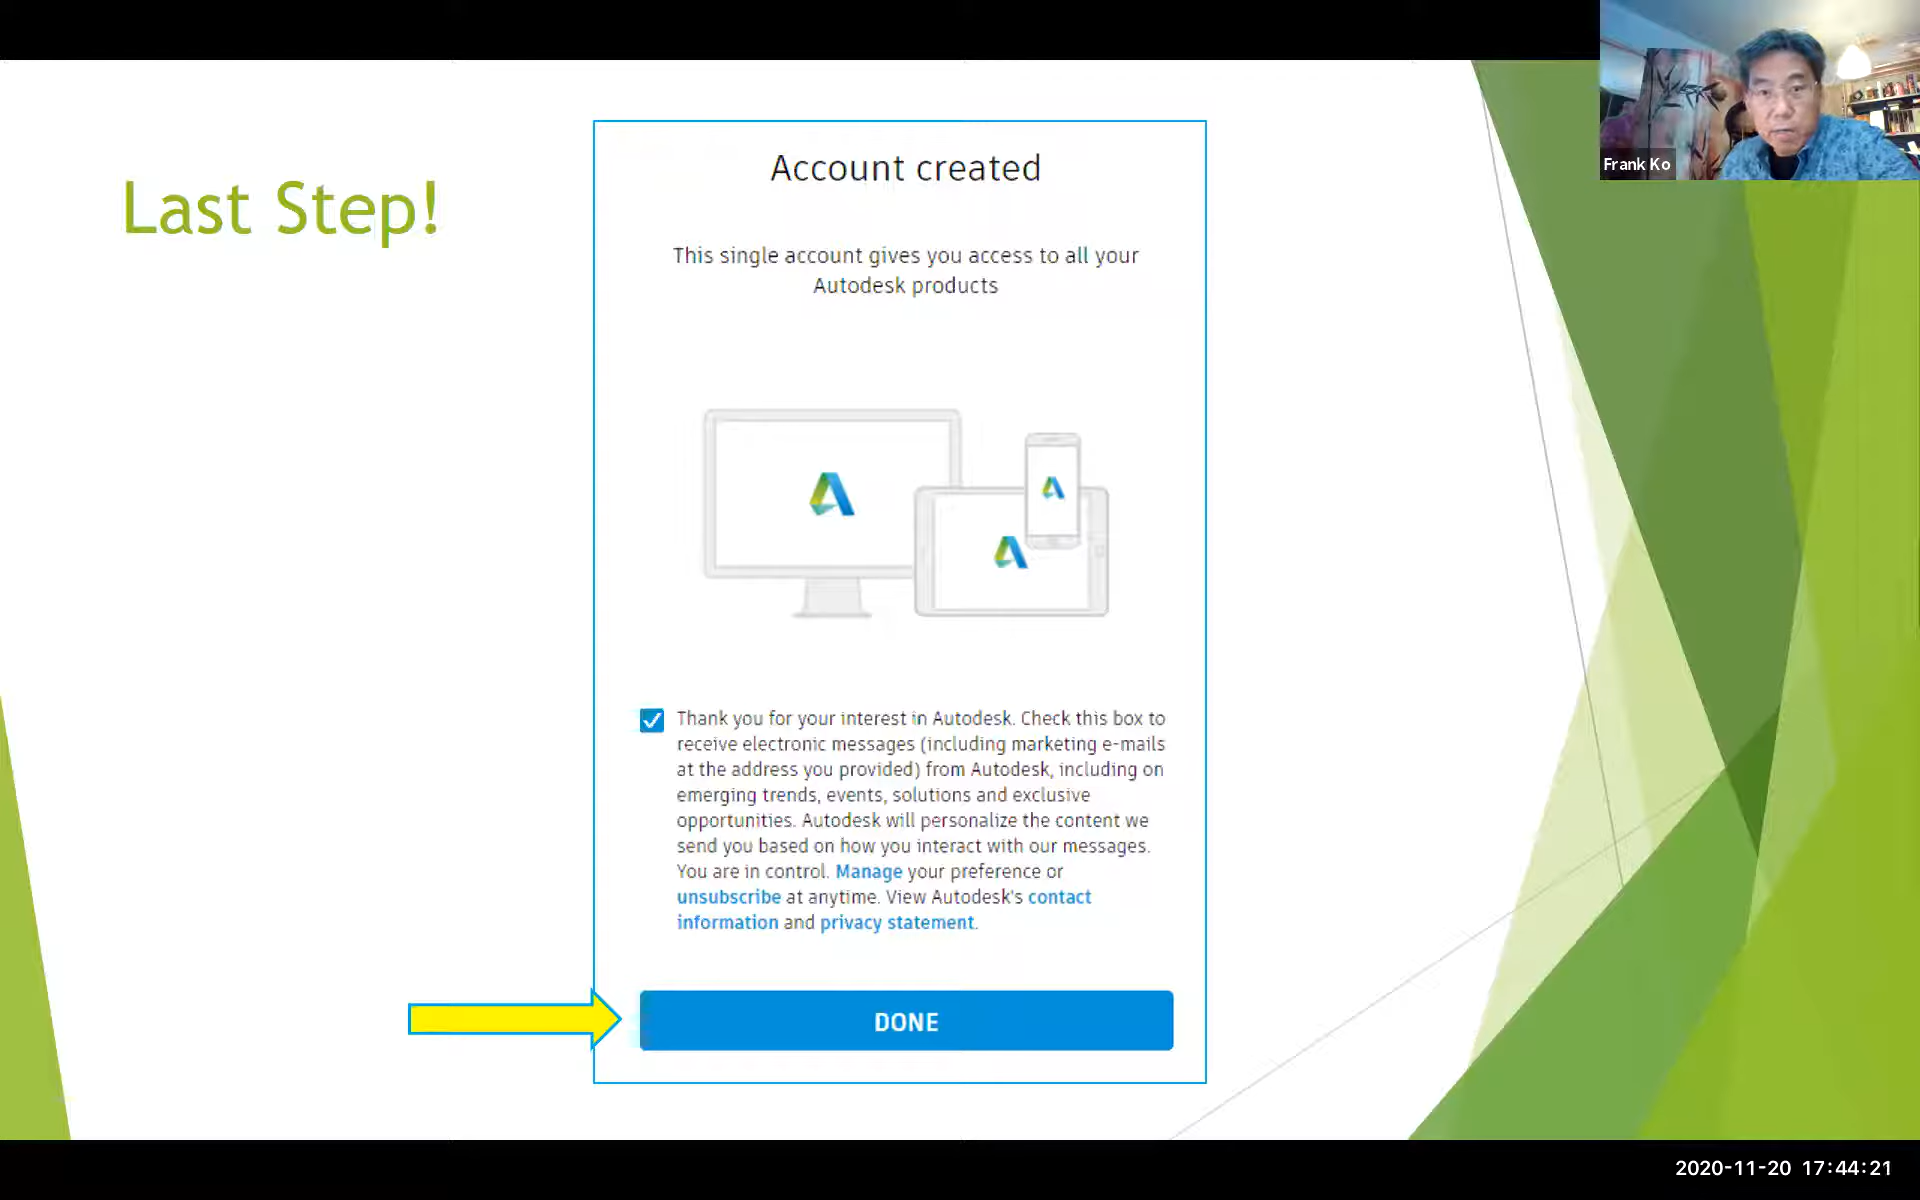 Frank Ko
Last Step!
Account created
This single account gives you access to all your
Autodesk products
Thank you for your interest in Autodesk. Check this box to
receive electronic messages (including marketing e-mails
at the address you provided) from Autodesk, including on
emerging trends, events, solutions and exclusive
opportunities. Autodesk will personalize the content we
send you based on how you interact with our messages.
You are in control. Manage your preference or
unsubscribe at anytime. View Autodesk's contact
information and privacy statement.
DONE
2020-11-20 17:44:21